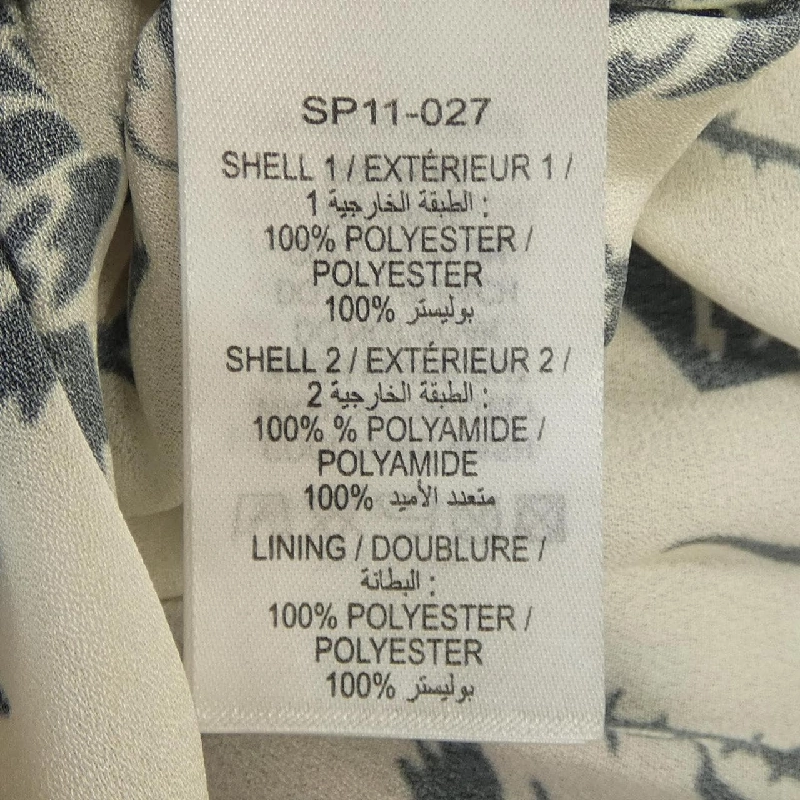 SP11-027
SHELL 1 / EXTÉRIEUR 1 /
الطبقة الخارجية 1 :
100% POLYESTER /
POLYESTER
بوليستر 100%
SHELL 2 / EXTÉRIEUR 2 /
الطبقة الخارجية 2 :
100% % POLYAMIDE /
POLYAMIDE
متعدد الأميد 100%
LINING / DOUBLURE /
البطانة :
100% POLYESTER /
POLYESTER
بوليستر 100%